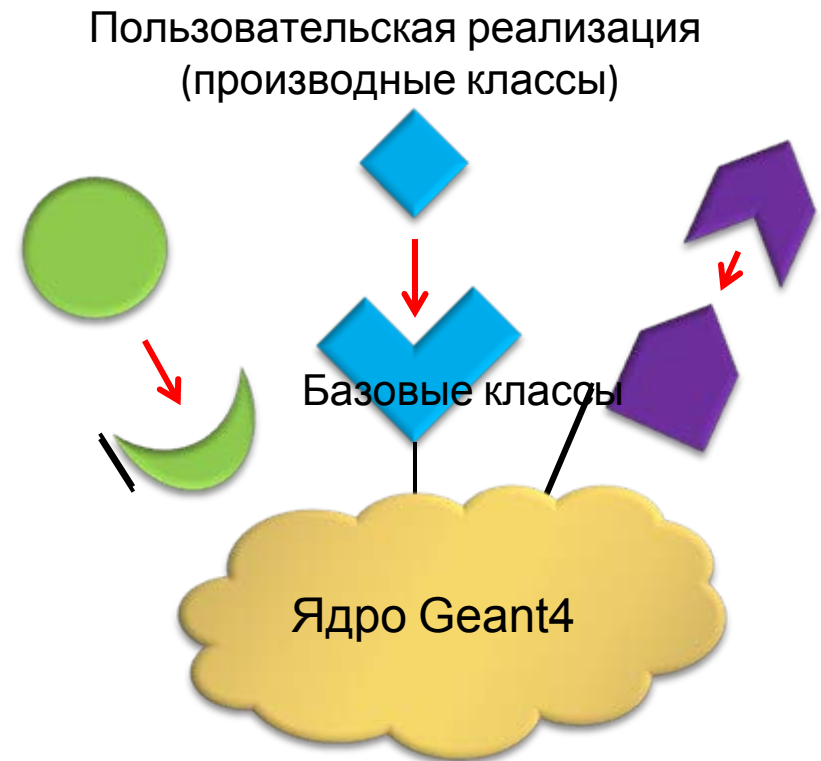 Пользовательская реализация
(производные классы)
Базовые классы
Ядро Geant4